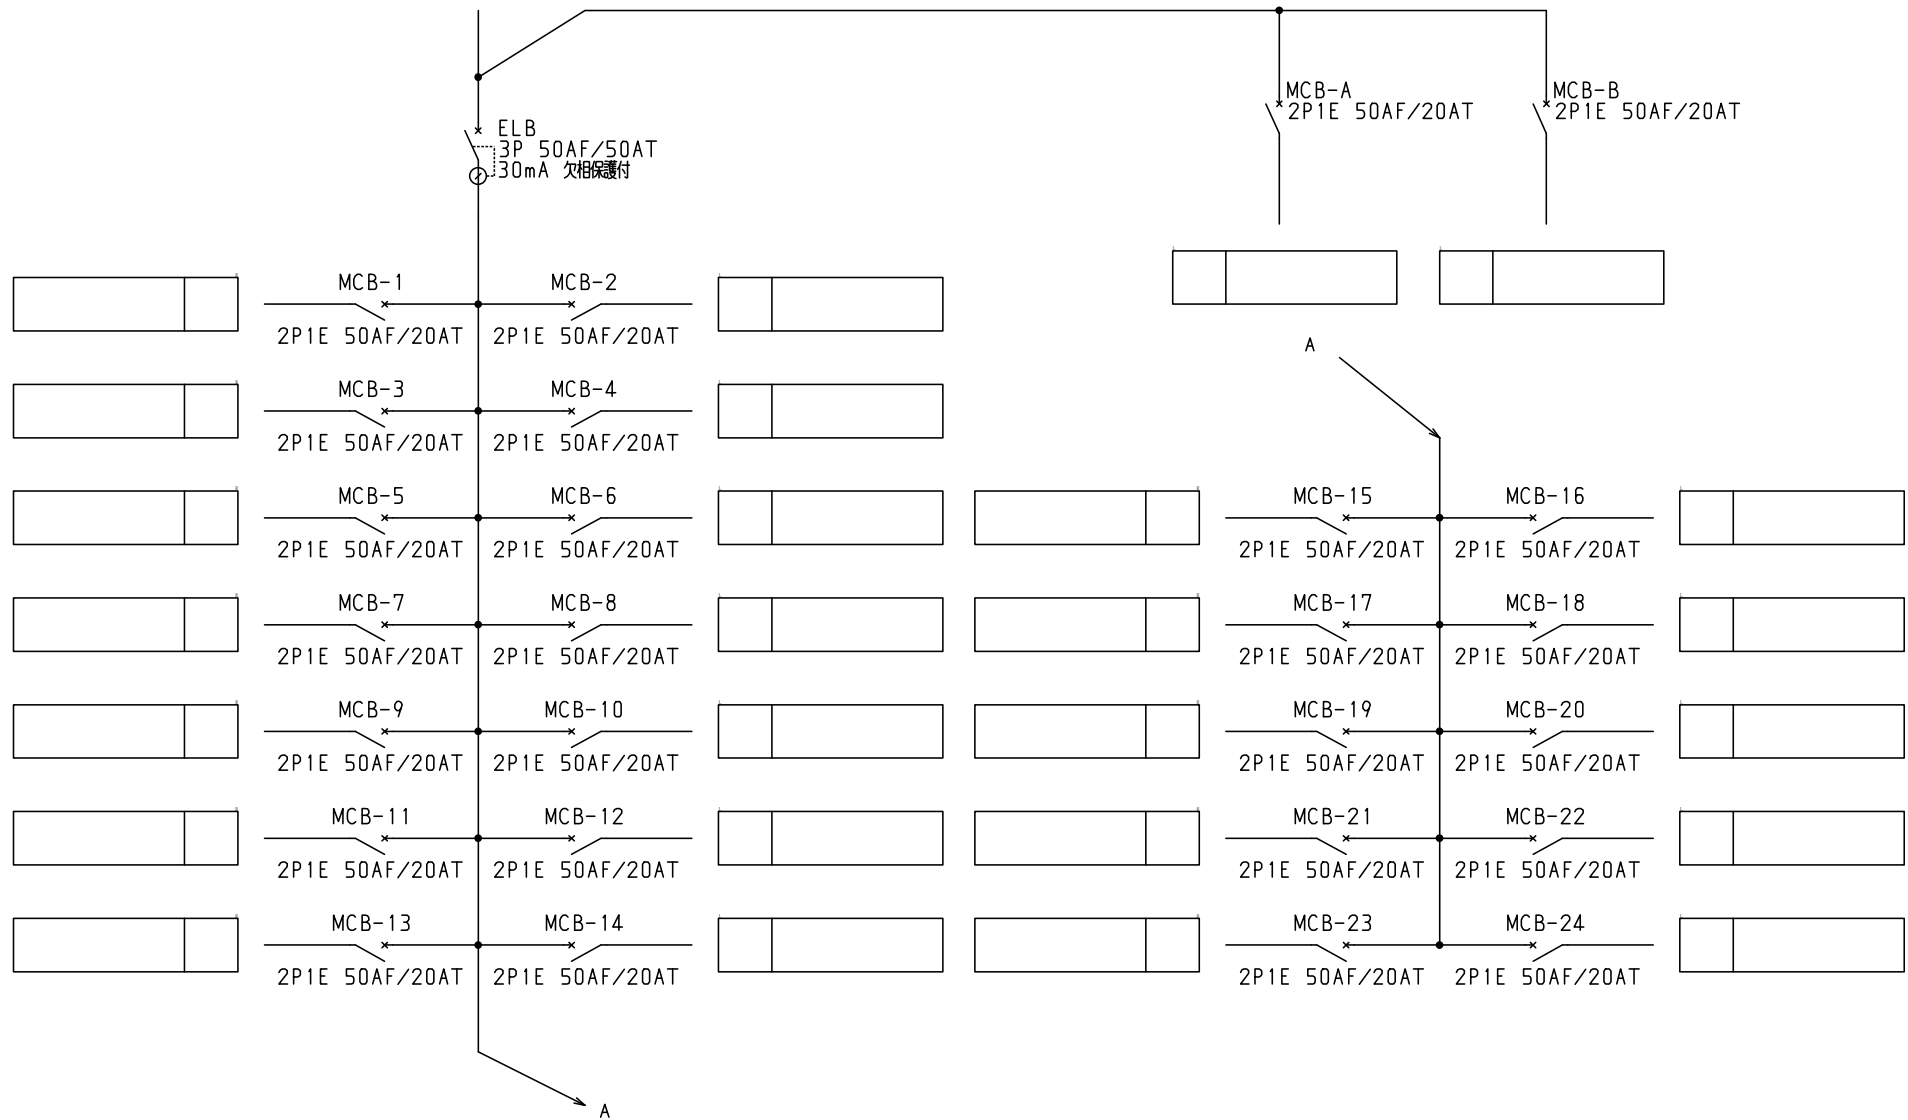 MCB-A
2P1E 50AF/20AT
MCB-B
2P1E 50AF/20AT
ELB
3P 50AF/50AT
30mA 欠相保護付
MCB-1
2P1E 50AF/20AT
MCB-2
2P1E 50AF/20AT
MCB-3
2P1E 50AF/20AT
MCB-4
2P1E 50AF/20AT
MCB-5
2P1E 50AF/20AT
MCB-6
2P1E 50AF/20AT
MCB-7
2P1E 50AF/20AT
MCB-8
2P1E 50AF/20AT
MCB-9
2P1E 50AF/20AT
MCB-10
2P1E 50AF/20AT
MCB-11
2P1E 50AF/20AT
MCB-12
2P1E 50AF/20AT
MCB-13
2P1E 50AF/20AT
MCB-14
2P1E 50AF/20AT
A
A
MCB-15
2P1E 50AF/20AT
MCB-16
2P1E 50AF/20AT
MCB-17
2P1E 50AF/20AT
MCB-18
2P1E 50AF/20AT
MCB-19
2P1E 50AF/20AT
MCB-20
2P1E 50AF/20AT
MCB-21
2P1E 50AF/20AT
MCB-22
2P1E 50AF/20AT
MCB-23
2P1E 50AF/20AT
MCB-24
2P1E 50AF/20AT